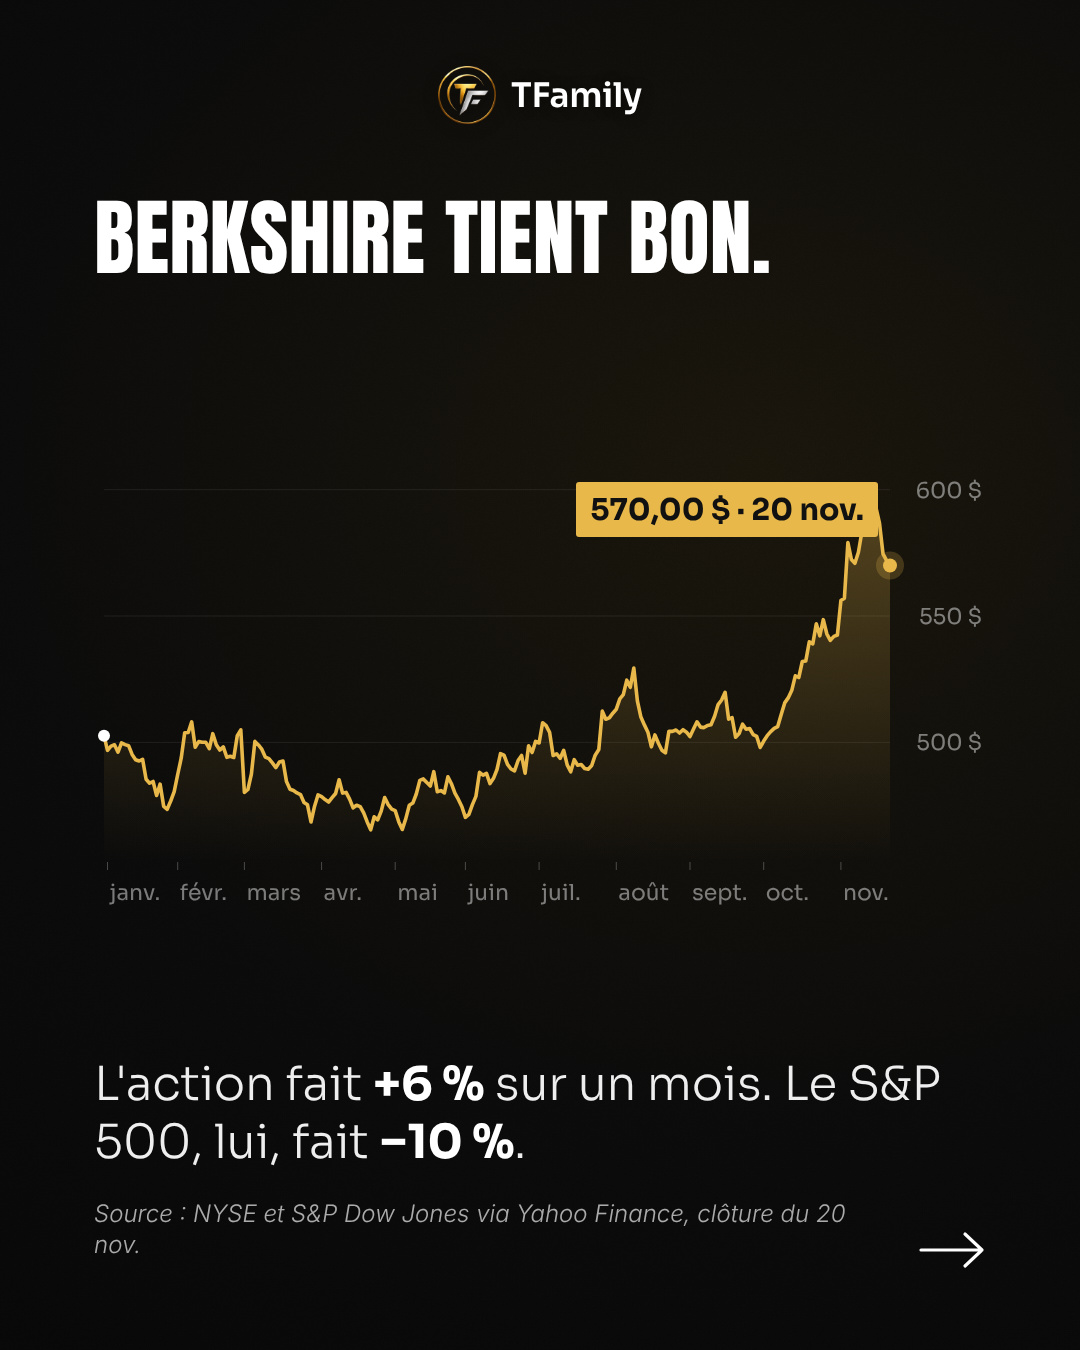 TFamily
BERKSHIRE TIENT BON.
600 $
570,00 $ · 20 nov.
550 $
500 $
janv. févr. mars avr. mai juin juil. août sept. oct. nov.
L'action fait +6 % sur un mois. Le S&P
500, lui, fait −10 %.
Source : NYSE et S&P Dow Jones via Yahoo Finance, clôture du 20
nov.